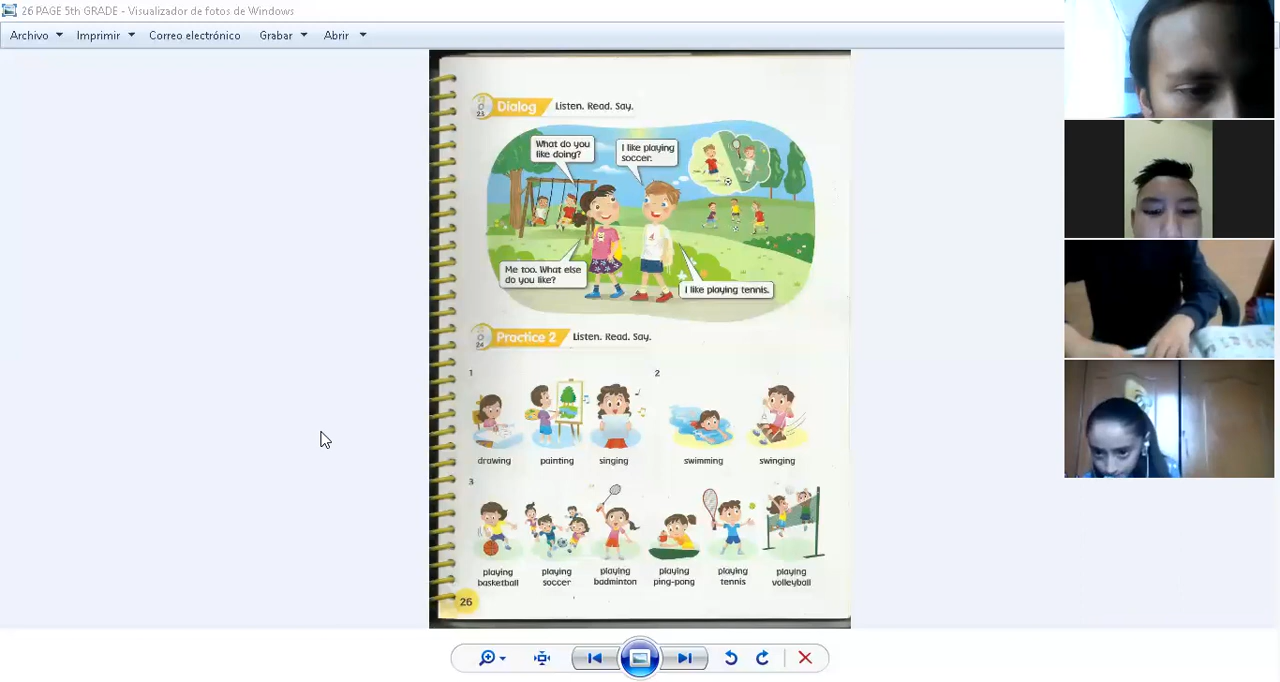 26 PAGE 5th GRADE - Visualizador de fotos de Windows
Archivo Imprimir Correo electrónico Grabar Abrir
23 Dialog Listen. Read. Say.
What do you
like doing?
I like playing
soccer.
Me too. What else
do you like?
I like playing tennis.
24 Practice 2 Listen. Read. Say.
1
2
drawing painting singing swimming swinging
3
playing
basketball
playing
soccer
playing
badminton
playing
ping-pong
playing
tennis
playing
volleyball
26